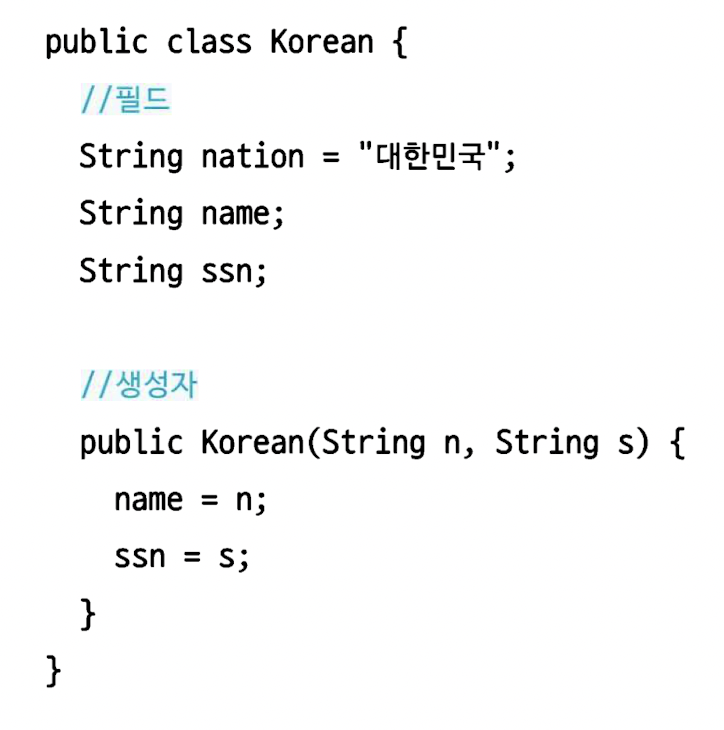 public class Korean {
//필드
String nation = "대한민국";
String name;
String ssn;
//생성자
public Korean(String n, String s) {
name = n;
ssn = s;
}
}